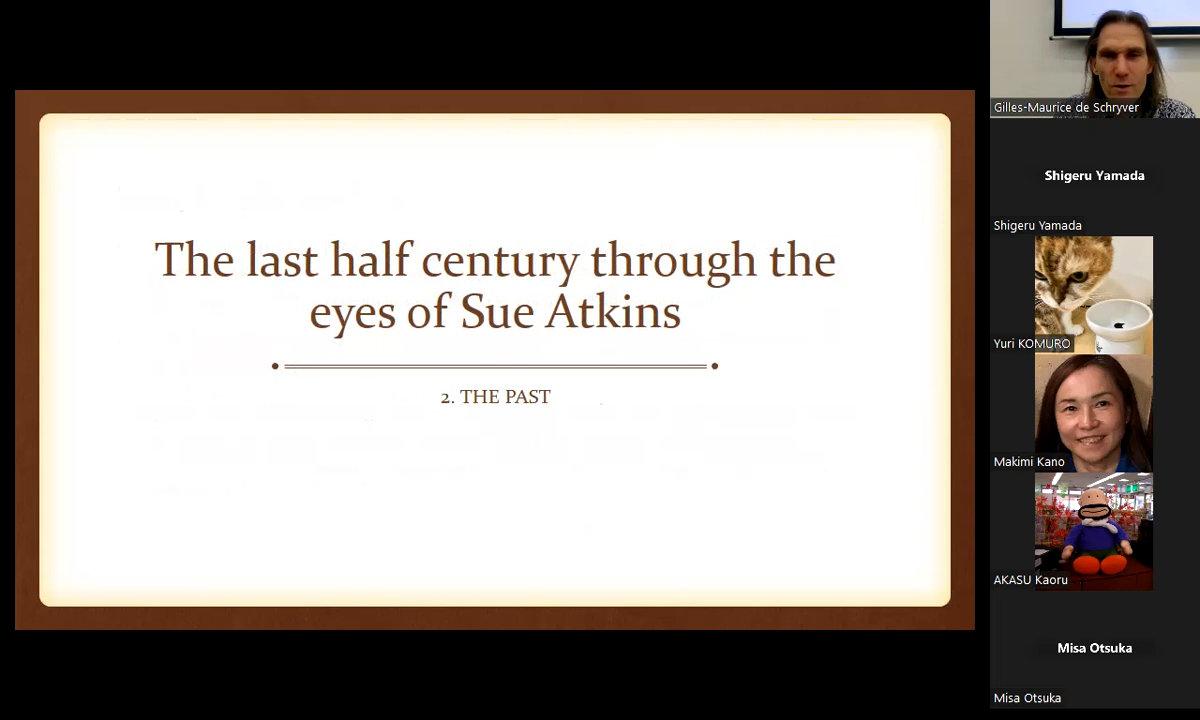 The last half century through the
eyes of Sue Atkins
2. THE PAST
Gilles-Maurice de Schryver
Shigeru Yamada
Shigeru Yamada
Yuri KOMURO
Makimi Kano
AKASU Kaoru
Misa Otsuka
Misa Otsuka